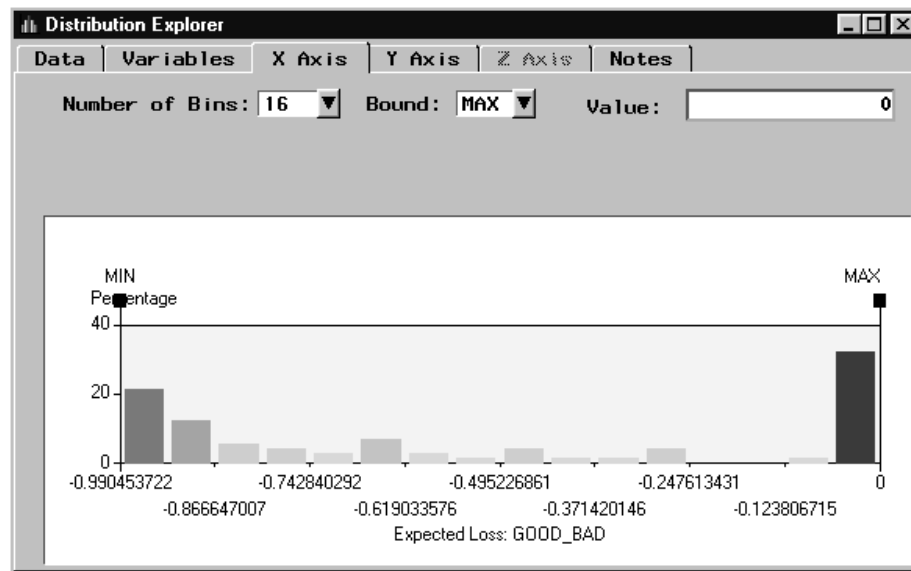 Distribution Explorer
Data Variables X Axis Y Axis Z Axis Notes
Number of Bins: 16 Bound: MAX Value: 0
MIN MAX
Percentage
40
20
0
-0.990453722 -0.742840292 -0.495226861 -0.247613431 0
-0.866647007 -0.619033576 -0.371420146 -0.123806715
Expected Loss: GOOD_BAD